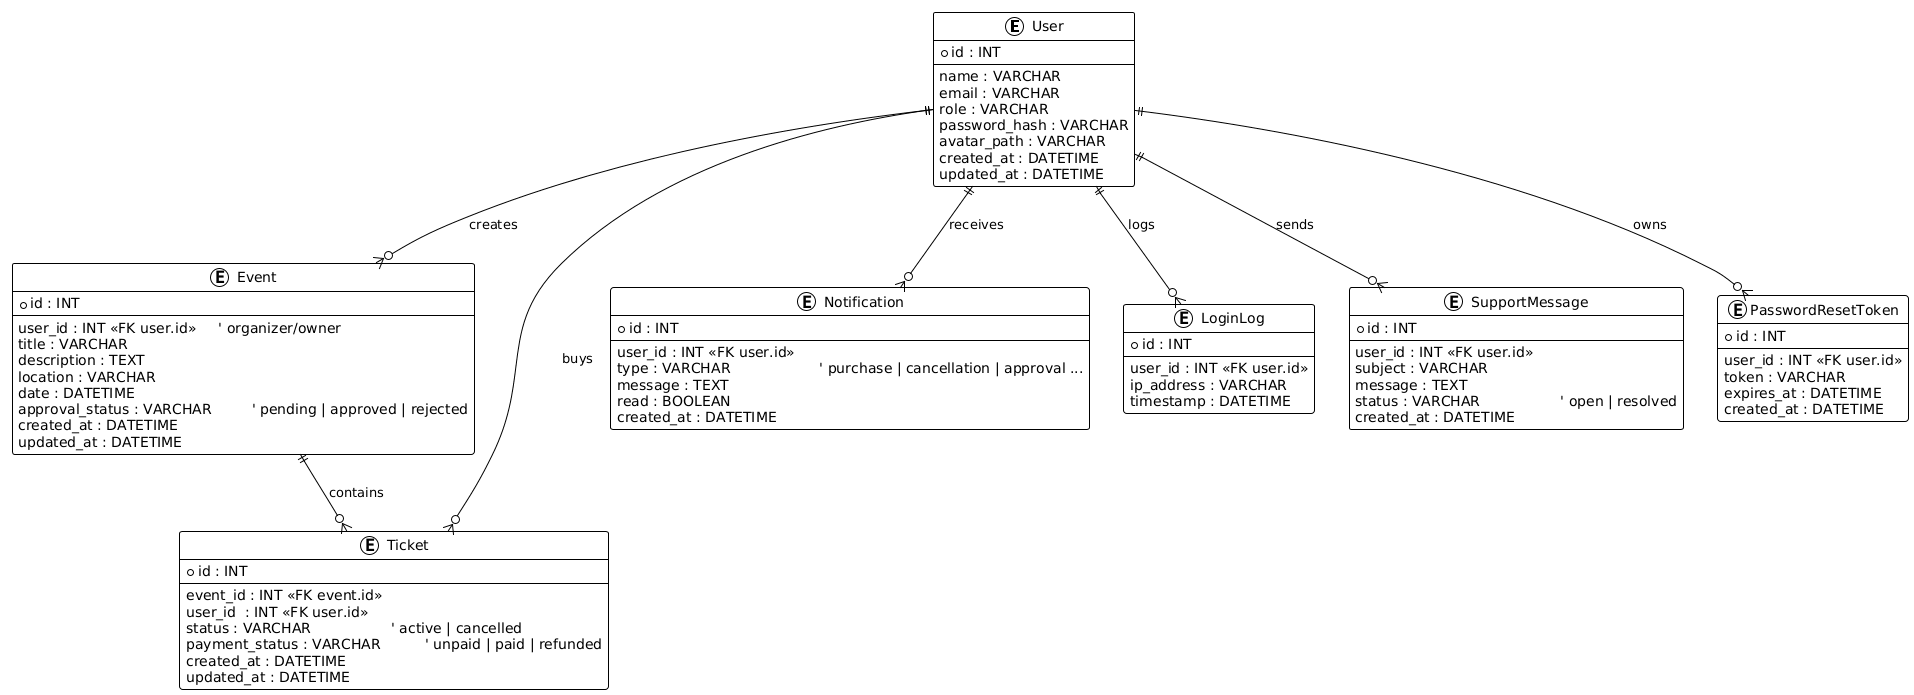 E User
id : INT
name : VARCHAR
email : VARCHAR
role : VARCHAR
password_hash : VARCHAR
avatar_path : VARCHAR
created_at : DATETIME
updated_at : DATETIME
creates
receives
logs
sends
owns
E Event
id : INT
user_id : INT «FK user.id» ' organizer/owner
title : VARCHAR
description : TEXT
location : VARCHAR
date : DATETIME
approval_status : VARCHAR ' pending | approved | rejected
created_at : DATETIME
updated_at : DATETIME
buys
E Notification
id : INT
user_id : INT «FK user.id»
type : VARCHAR ' purchase | cancellation | approval ...
message : TEXT
read : BOOLEAN
created_at : DATETIME
E LoginLog
id : INT
user_id : INT «FK user.id»
ip_address : VARCHAR
timestamp : DATETIME
E SupportMessage
id : INT
user_id : INT «FK user.id»
subject : VARCHAR
message : TEXT
status : VARCHAR ' open | resolved
created_at : DATETIME
E PasswordResetToken
id : INT
user_id : INT «FK user.id»
token : VARCHAR
expires_at : DATETIME
created_at : DATETIME
contains
E Ticket
id : INT
event_id : INT «FK event.id»
user_id  : INT «FK user.id»
status : VARCHAR ' active | cancelled
payment_status : VARCHAR ' unpaid | paid | refunded
created_at : DATETIME
updated_at : DATETIME